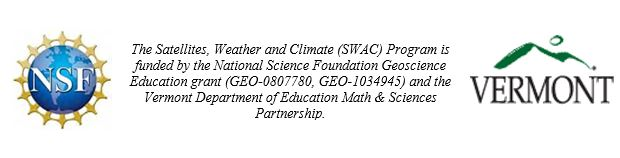 NSF
The Satellites, Weather and Climate (SWAC) Program is
funded by the National Science Foundation Geoscience
Education grant (GEO-0807780, GEO-1034945) and the
Vermont Department of Education Math & Sciences
Partnership.
VERMONT